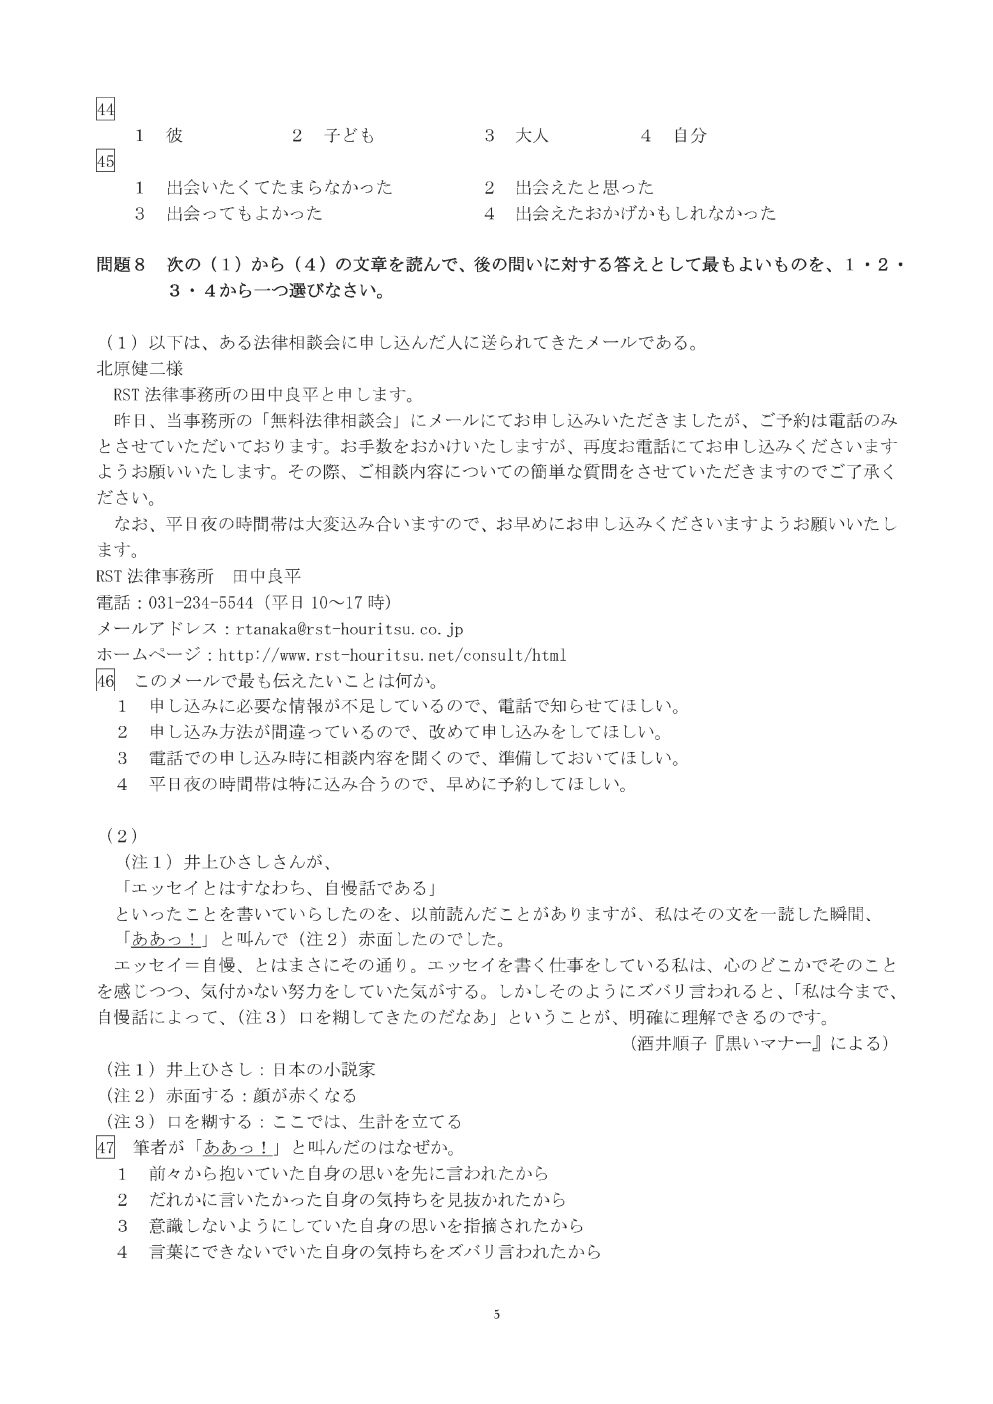 44
1 彼 2 子ども 3 大人 4 自分
45
1 出会いたくてたまらなかった 2 出会えたと思った
3 出会ってもよかった 4 出会えたおかげかもしれなかった
問題８ 次の（１）から（４）の文章を読んで、後の問いに対する答えとして最もよいものを、１・２・
３・４から一つ選びなさい。
（１）以下は、ある法律相談会に申し込んだ人に送られてきたメールである。
北原健二様
RST 法律事務所の田中良平と申します。
昨日、当事務所の「無料法律相談会」にメールにてお申し込みいただきましたが、ご予約は電話のみ
とさせていただいております。お手数をおかけいたしますが、再度お電話にてお申し込みくださいます
ようお願いいたします。その際、ご相談内容についての簡単な質問をさせていただきますのでご了承く
ださい。
なお、平日夜の時間帯は大変込み合いますので、お早めにお申し込みくださいますようお願いいたし
ます。
RST 法律事務所 田中良平
電話：031-234-5544（平日 10～17 時）
メールアドレス：rtanaka@rst-houritsu.co.jp
ホームページ：http://www.rst-houritsu.net/consult/html
46 このメールで最も伝えたいことは何か。
1 申し込みに必要な情報が不足しているので、電話で知らせてほしい。
2 申し込み方法が間違っているので、改めて申し込みをしてほしい。
3 電話での申し込み時に相談内容を聞くので、準備しておいてほしい。
4 平日夜の時間帯は特に込み合うので、早めに予約してほしい。
（２）
（注１）井上ひさしさんが、
「エッセイとはすなわち、自慢話である」
といったことを書いていらしたのを、以前読んだことがありますが、私はその文を一読した瞬間、
「ああっ！」と叫んで（注２）赤面したのでした。
エッセイ＝自慢、とはまさにその通り。エッセイを書く仕事をしている私は、心のどこかでそのこと
を感じつつ、気付かない努力をしていた気がする。しかしそのようにズバリ言われると、「私は今まで、
自慢話によって、（注３）口を糊してきたのだなあ」ということが、明確に理解できるのです。
（酒井順子『黒いマナー』による）
（注１）井上ひさし：日本の小説家
（注２）赤面する：顔が赤くなる
（注３）口を糊する：ここでは、生計を立てる
47 筆者が「ああっ！」と叫んだのはなぜか。
1 前々から抱いていた自身の思いを先に言われたから
2 だれかに言いたかった自身の気持ちを見抜かれたから
3 意識しないようにしていた自身の思いを指摘されたから
4 言葉にできないでいた自身の気持ちをズバリ言われたから
5